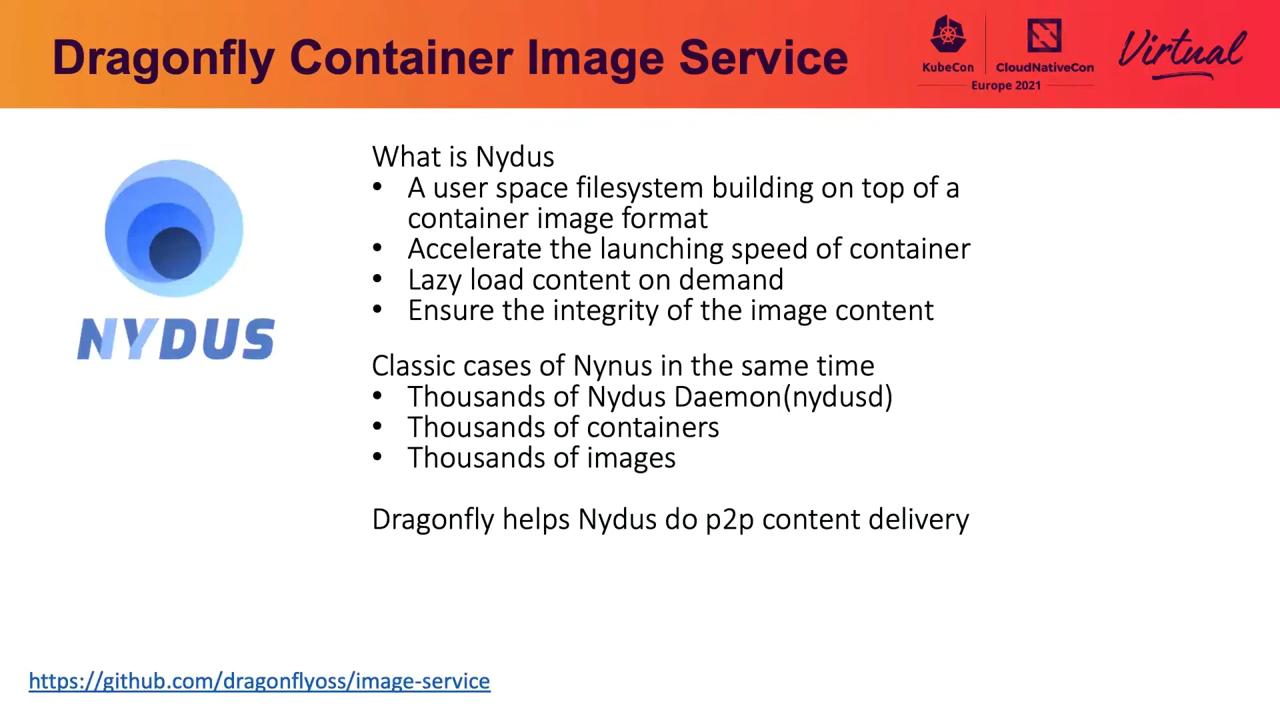 Dragonfly Container Image Service
KubeCon
CloudNativeCon
Europe 2021
Virtual
NYDUS
What is Nydus
• A user space filesystem building on top of a
container image format
• Accelerate the launching speed of container
• Lazy load content on demand
• Ensure the integrity of the image content
Classic cases of Nynus in the same time
• Thousands of Nydus Daemon(nydusd)
• Thousands of containers
• Thousands of images
Dragonfly helps Nydus do p2p content delivery
https://github.com/dragonflyoss/image-service